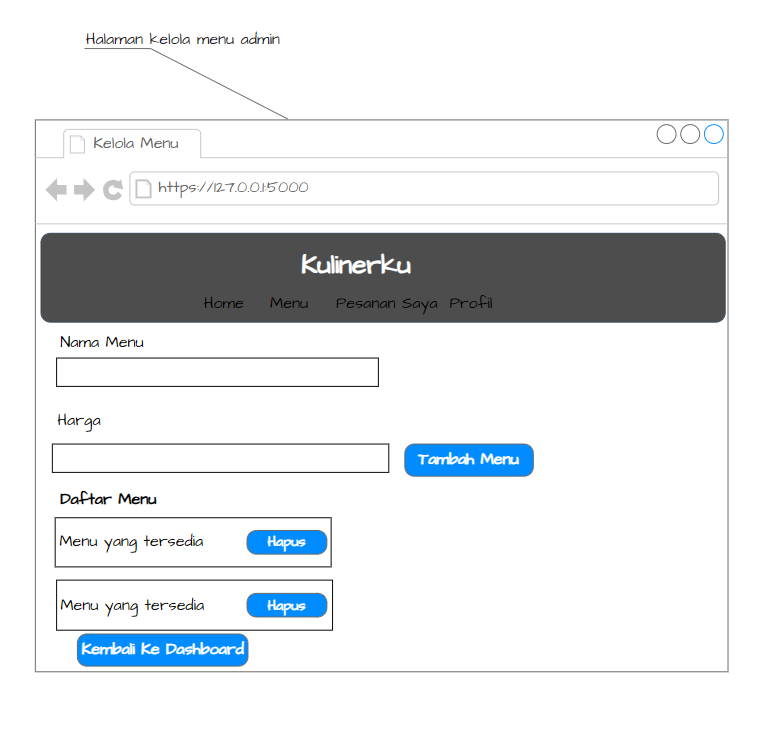 Halaman kelola menu admin
Kelola Menu
https://127.0.0.1:5000
Kulinerku
Home Menu Pesanan Saya Profil
Nama Menu
Harga
Tambah Menu
Daftar Menu
Menu yang tersedia Hapus
Menu yang tersedia Hapus
Kembali Ke Dashboard